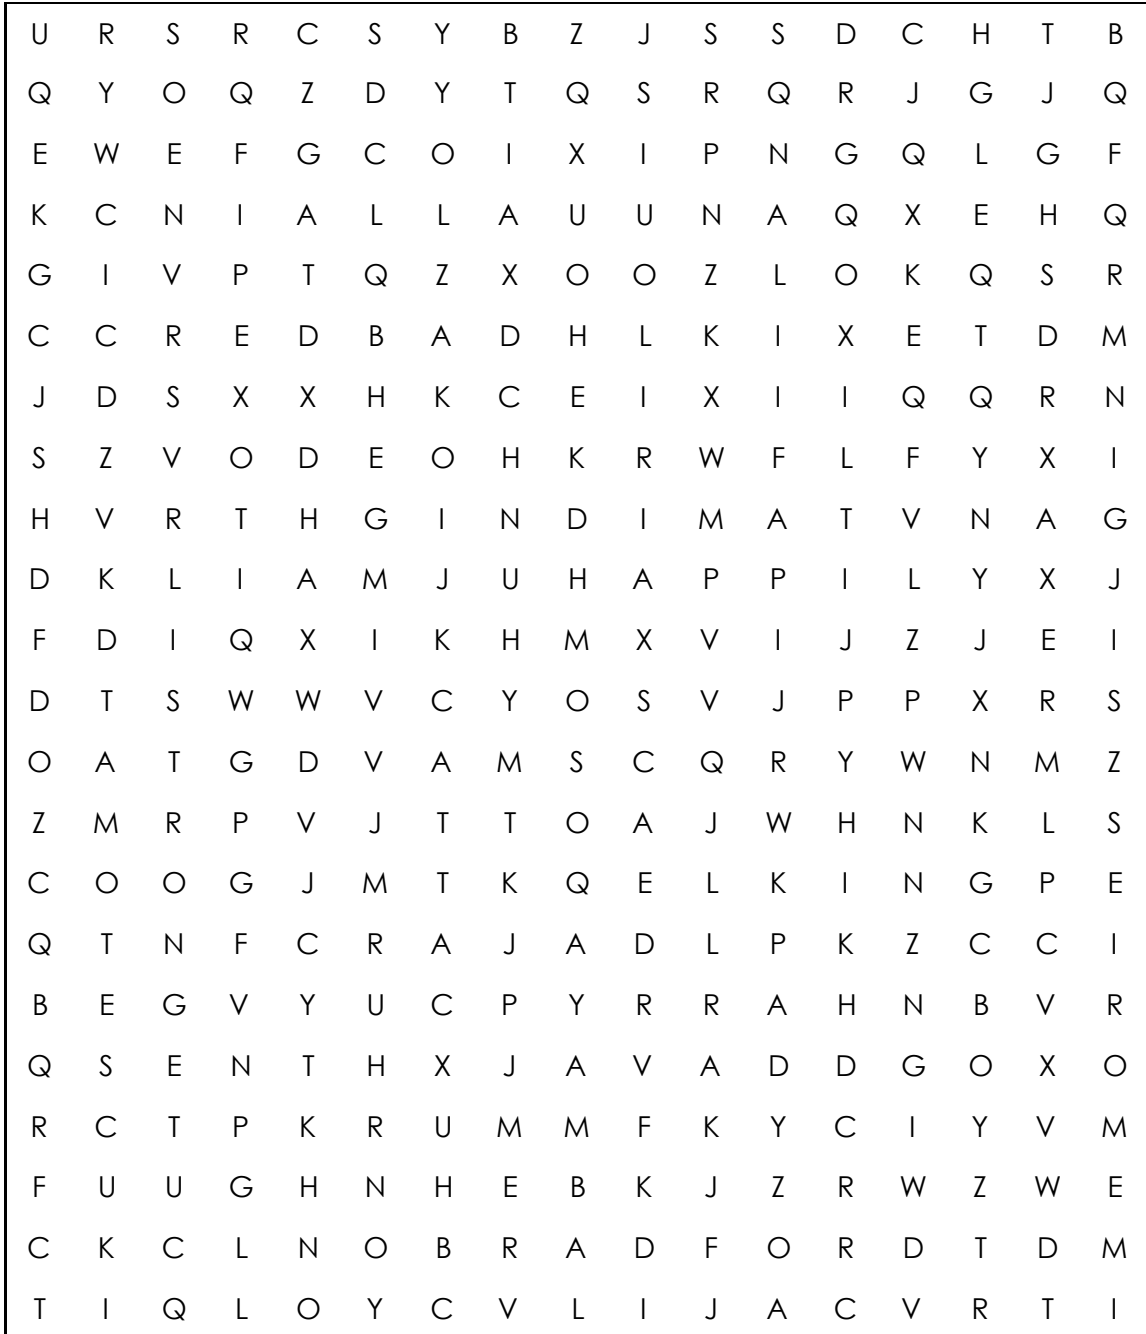 U R S R C S Y B Z J S S D C H T B
Q Y O Q Z D Y T Q S R Q R J G J Q
E W E F G C O I X I P N G Q L G F
K C N I A L L A U U N A Q X E H Q
G I V P T Q Z X O O Z L O K Q S R
C C R E D B A D H L K I X E T D M
J D S X X H K C E I X I I Q Q R N
S Z V O D E O H K R W F L F Y X I
H V R T H G I N D I M A T V N A G
D K L I A M J U H A P P I L Y X J
F D I Q X I K H M X V I J Z J E I
D T S W W V C Y O S V J P P X R S
O A T G D V A M S C Q R Y W N M Z
Z M R P V J T T O A J W H N K L S
C O O G J M T K Q E L K I N G P E
Q T N F C R A J A D L P K Z C C I
B E G V Y U C P Y R R A H N B V R
Q S E N T H X J A V A D D G O X O
R C T P K R U M M F K Y C I Y V M
F U U G H N H E B K J Z R W Z W E
C K C L N O B R A D F O R D T D M
T I Q L O Y C V L I J A C V R T I